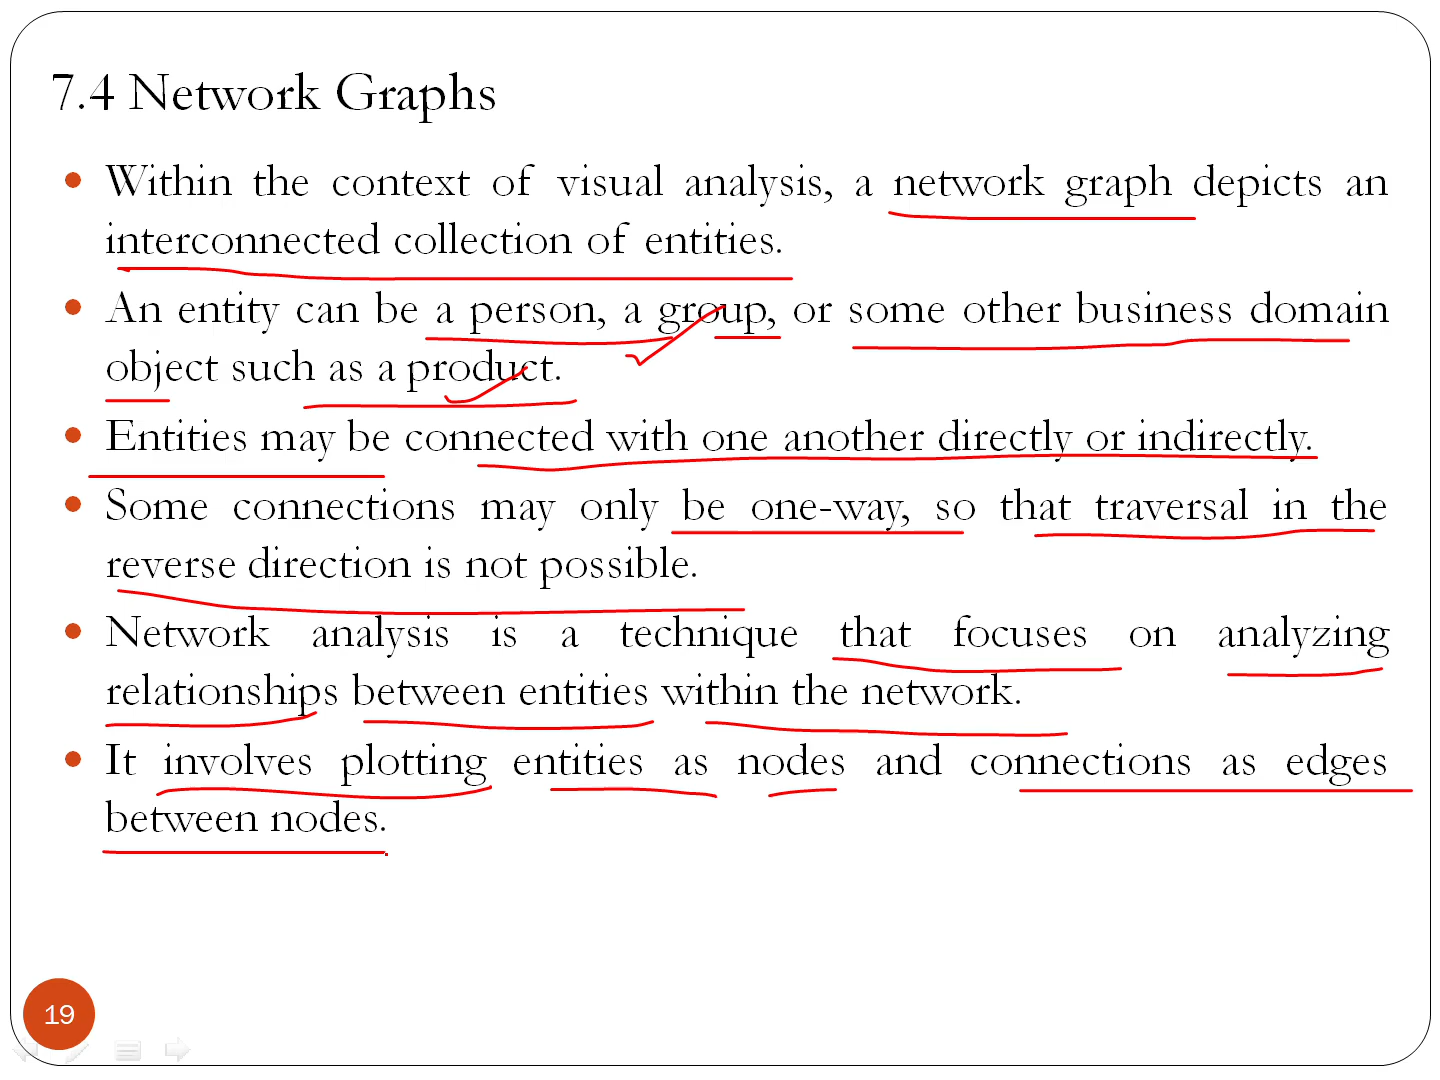 7.4 Network Graphs
Within the context of visual analysis, a network graph depicts an
interconnected collection of entities.
An entity can be a person, a group, or some other business domain
object such as a product.
Entities may be connected with one another directly or indirectly.
Some connections may only be one-way, so that traversal in the
reverse direction is not possible.
Network analysis is a technique that focuses on analyzing
relationships between entities within the network.
It involves plotting entities as nodes and connections as edges
between nodes.
19